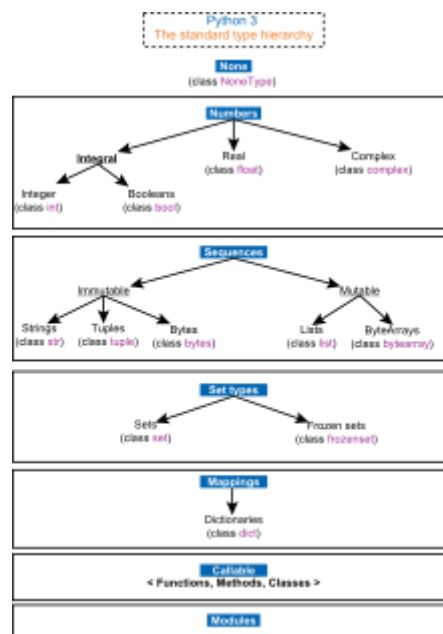 Python 3
The standard type hierarchy
None
(class NoneType)
Numbers
Integral
Real
(class float)
Complex
(class complex)
Integer
(class int)
Booleans
(class bool)
Sequences
Immutable
Mutable
Strings
(class str)
Tuples
(class tuple)
Bytes
(class bytes)
Lists
(class list)
ByteArrays
(class bytearray)
Set types
Sets
(class set)
Frozen sets
(class frozenset)
Mappings
Dictionaries
(class dict)
Callable
< Functions, Methods, Classes >
Modules